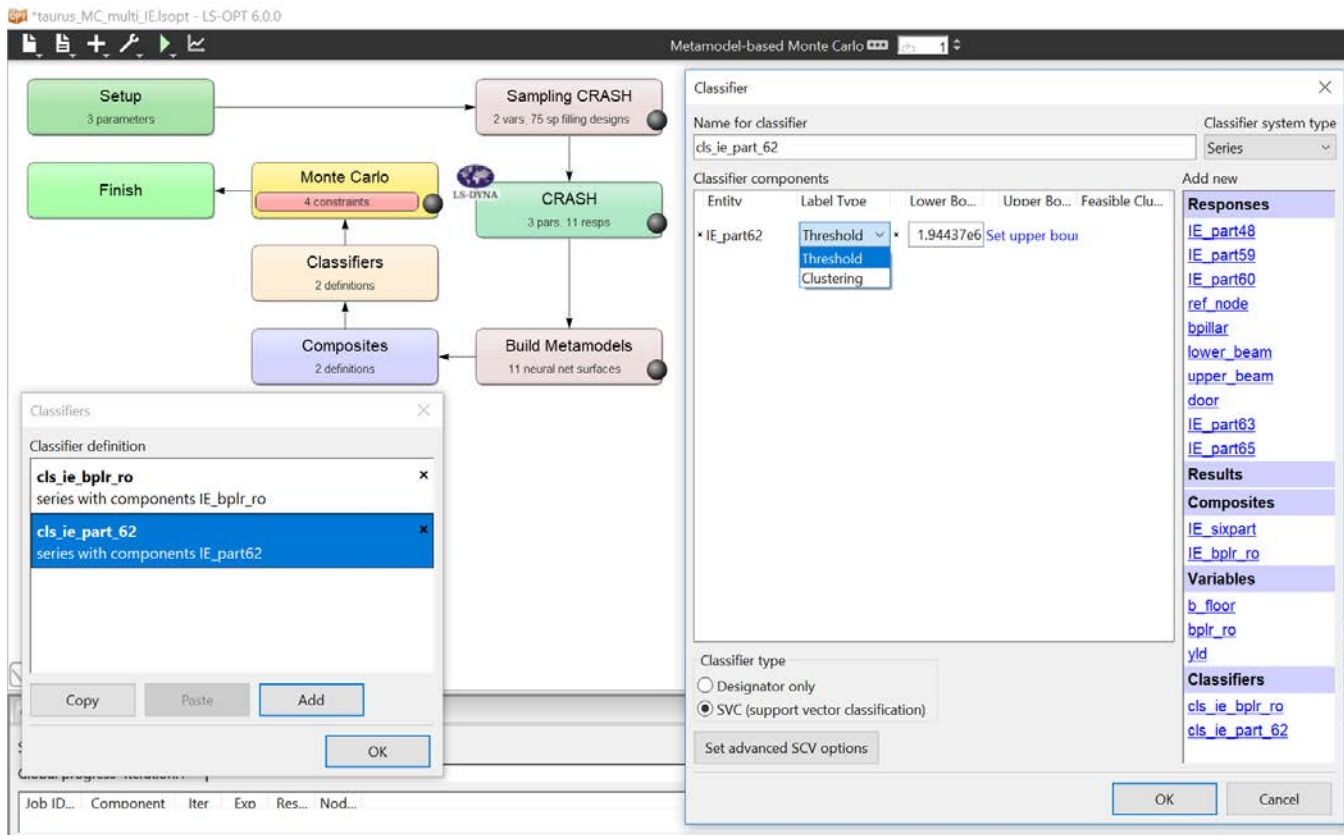 *taurus_MC_multi_IE.lsopt - LS-OPT 6.0.0
Metamodel-based Monte Carlo
1
Setup
3 parameters
Sampling CRASH
2 vars, 75 sp filling designs
Finish
Monte Carlo
4 constraints
LS-DYNA
CRASH
3 pars, 11 resps
Classifiers
2 definitions
Composites
2 definitions
Build Metamodels
11 neural net surfaces
Classifiers
Classifier definition
cls_ie_bplr_ro
series with components IE_bplr_ro
cls_ie_part_62
series with components IE_part62
Copy Paste Add
OK
Job ID... Component Iter Exp Res... Nod...
Classifier
Name for classifier Classifier system type
cls_ie_part_62 Series
Classifier components Add new
Entity Label Type Lower Bo... Upper Bo... Feasible Clu...
IE_part62 Threshold 1.94437e6 Set upper boun
Threshold
Clustering
Responses
IE_part48
IE_part59
IE_part60
ref_node
bpillar
lower_beam
upper_beam
door
IE_part63
IE_part65
Results
Composites
IE_sixpart
IE_bplr_ro
Variables
b_floor
bplr_ro
yld
Classifiers
cls_ie_bplr_ro
cls_ie_part_62
Classifier type
Designator only
SVC (support vector classification)
Set advanced SCV options
OK Cancel